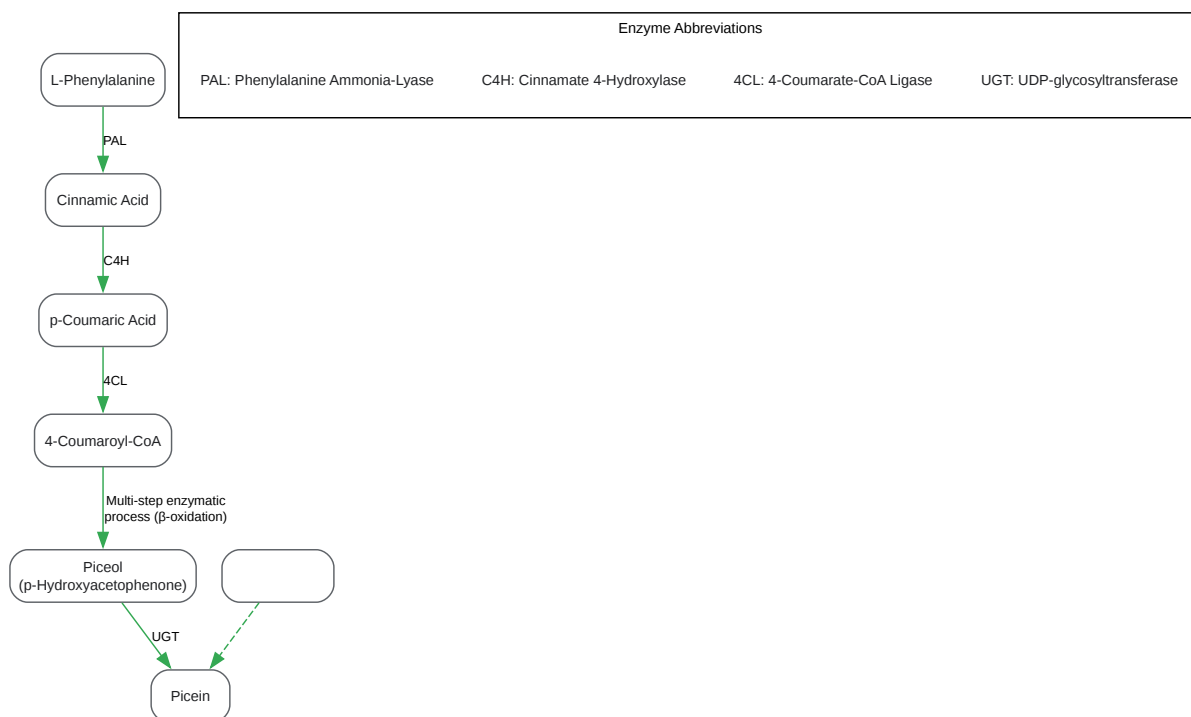 Enzyme Abbreviations
PAL: Phenylalanine Ammonia-Lyase
C4H: Cinnamate 4-Hydroxylase
4CL: 4-Coumarate-CoA Ligase
UGT: UDP-glycosyltransferase
L-Phenylalanine
PAL
Cinnamic Acid
C4H
p-Coumaric Acid
4CL
4-Coumaroyl-CoA
Multi-step enzymatic
process (β-oxidation)
Piceol
(p-Hydroxyacetophenone)
UGT
Picein